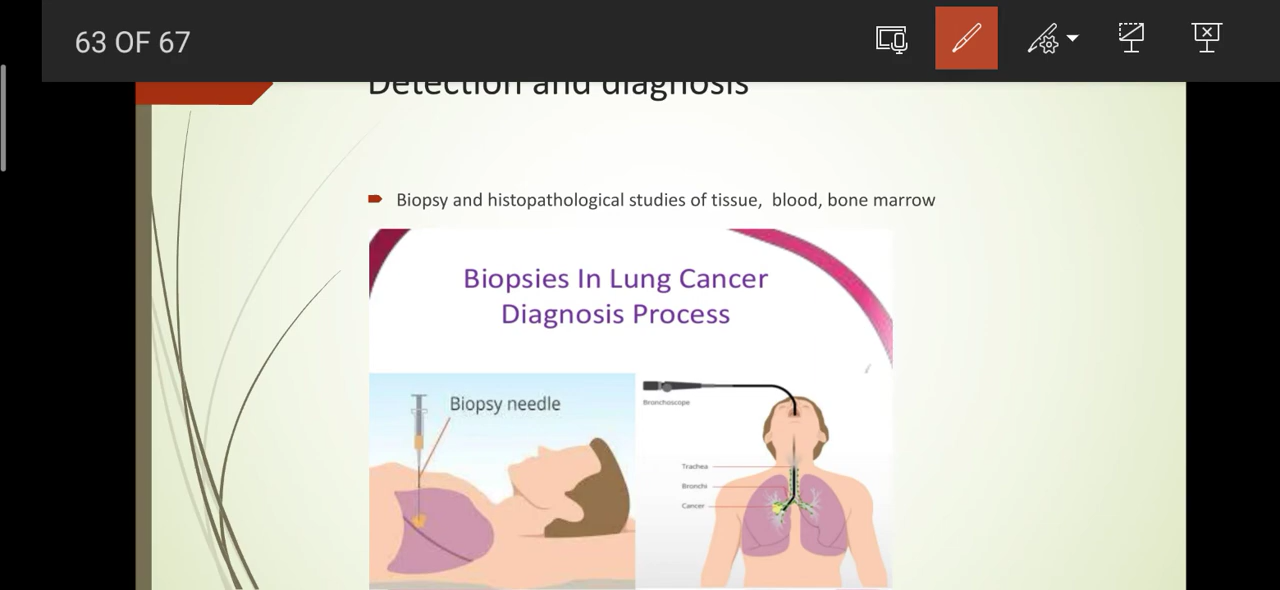 63 OF 67
Detection and diagnosis
Biopsy and histopathological studies of tissue, blood, bone marrow
Biopsies In Lung Cancer
Diagnosis Process
Biopsy needle
Bronchoscope
Trachea
Bronchi
Cancer